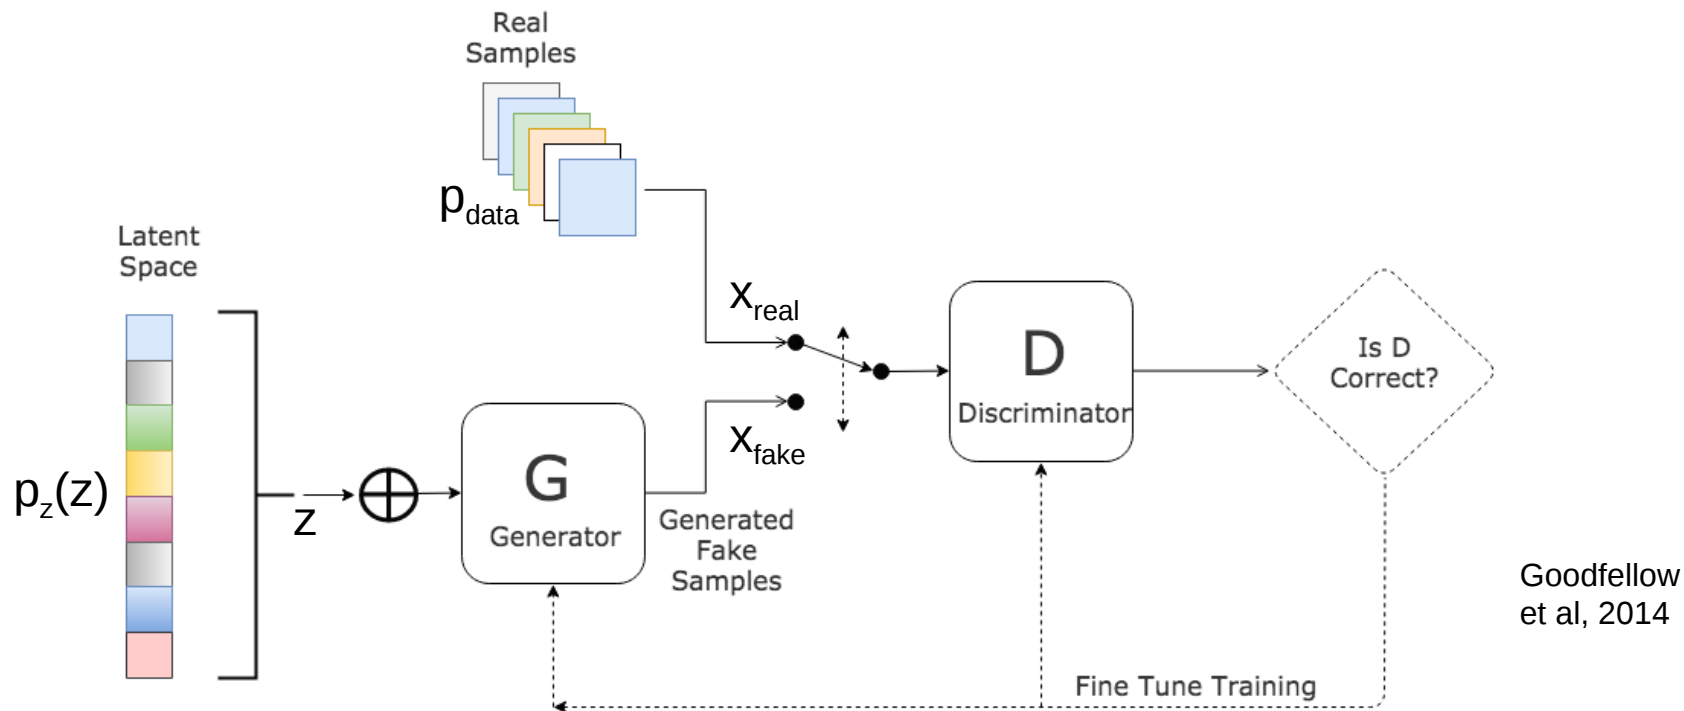 Real
Samples
p_data
Latent
Space
x_real
Is D
Correct?
D
Discriminator
x_fake
G
Generator
p_z(z)
z
Generated
Fake
Samples
Goodfellow
et al, 2014
Fine Tune Training